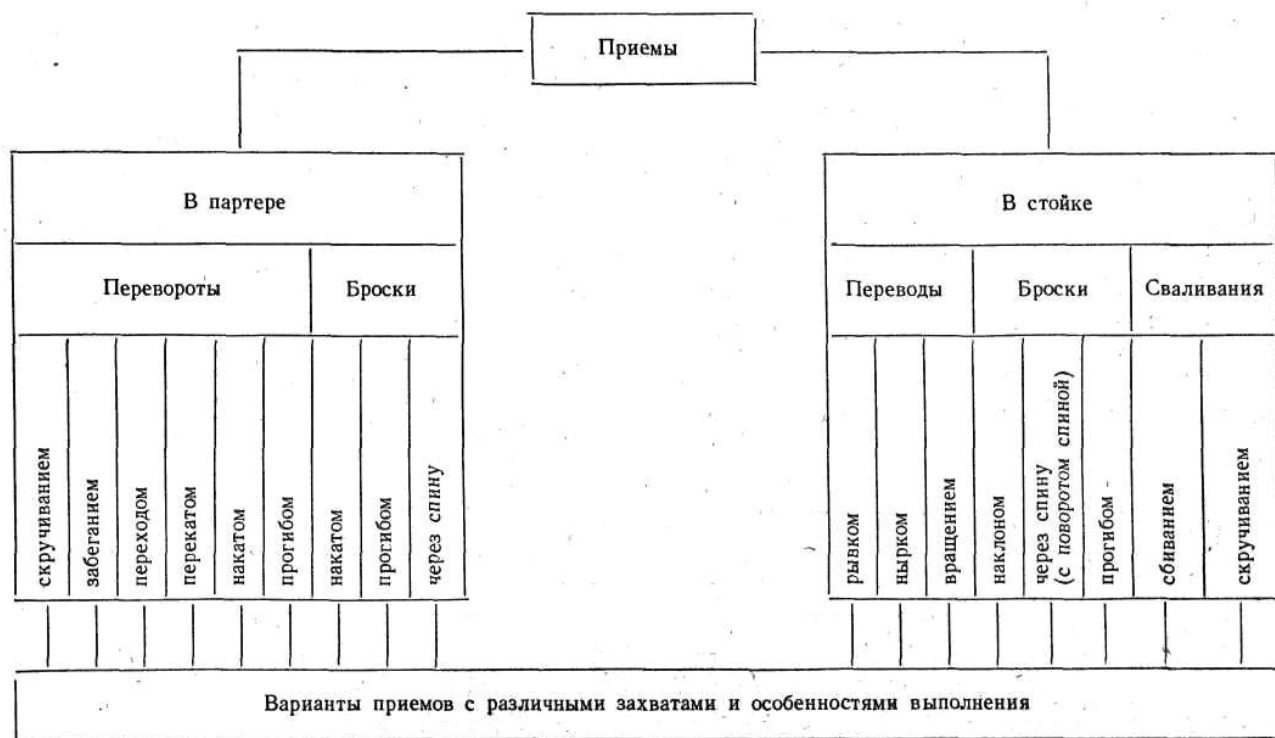 Приемы
В партере
В стойке
Перевороты
Броски
Переводы
Броски
Сваливания
скручиванием
забеганием
переходом
перекатом
накатом
прогибом
накатом
прогибом
через спину
рывком
нырком
вращением
наклоном
через спину
(с поворотом спиной)
прогибом
сбиванием
скручиванием
Варианты приемов с различными захватами и особенностями выполнения